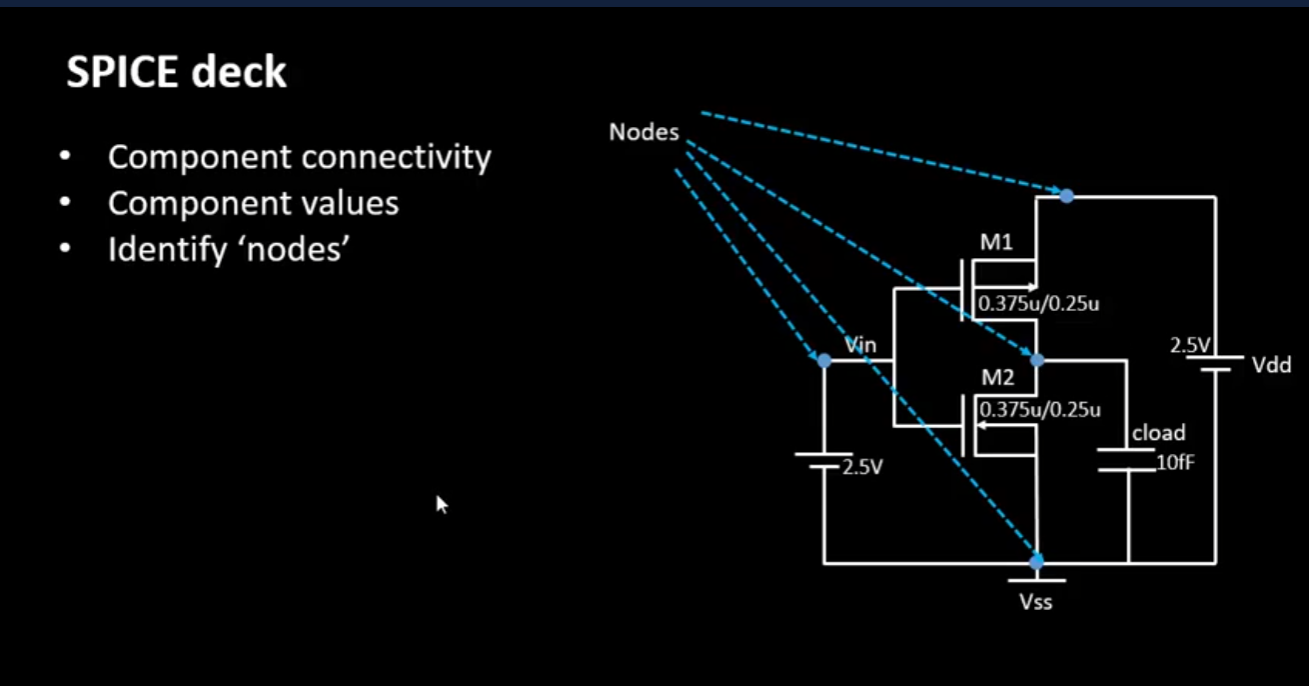 SPICE deck
• Component connectivity
• Component values
• Identify ‘nodes’
Nodes
M1
0.375u/0.25u
Vin
2.5V
Vdd
M2
0.375u/0.25u
cload
10fF
2.5V
Vss